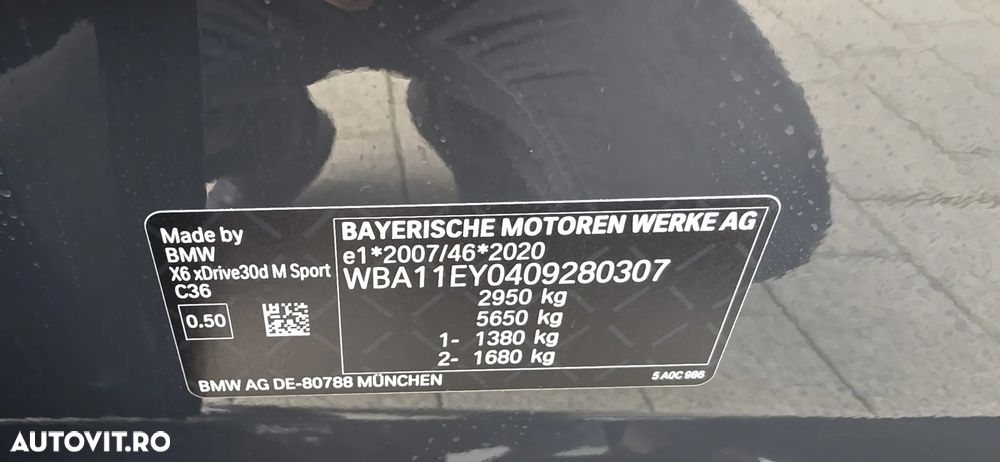 Made by
BMW
X6 xDrive30d M Sport
C36
0.50
BAYERISCHE MOTOREN WERKE AG
e1*2007/46*2020
WBA11EY0409280307
2950 kg
5650 kg
1- 1380 kg
2- 1680 kg
BMW AG DE-80788 MÜNCHEN
5 A0C 986
AUTOVIT.RO